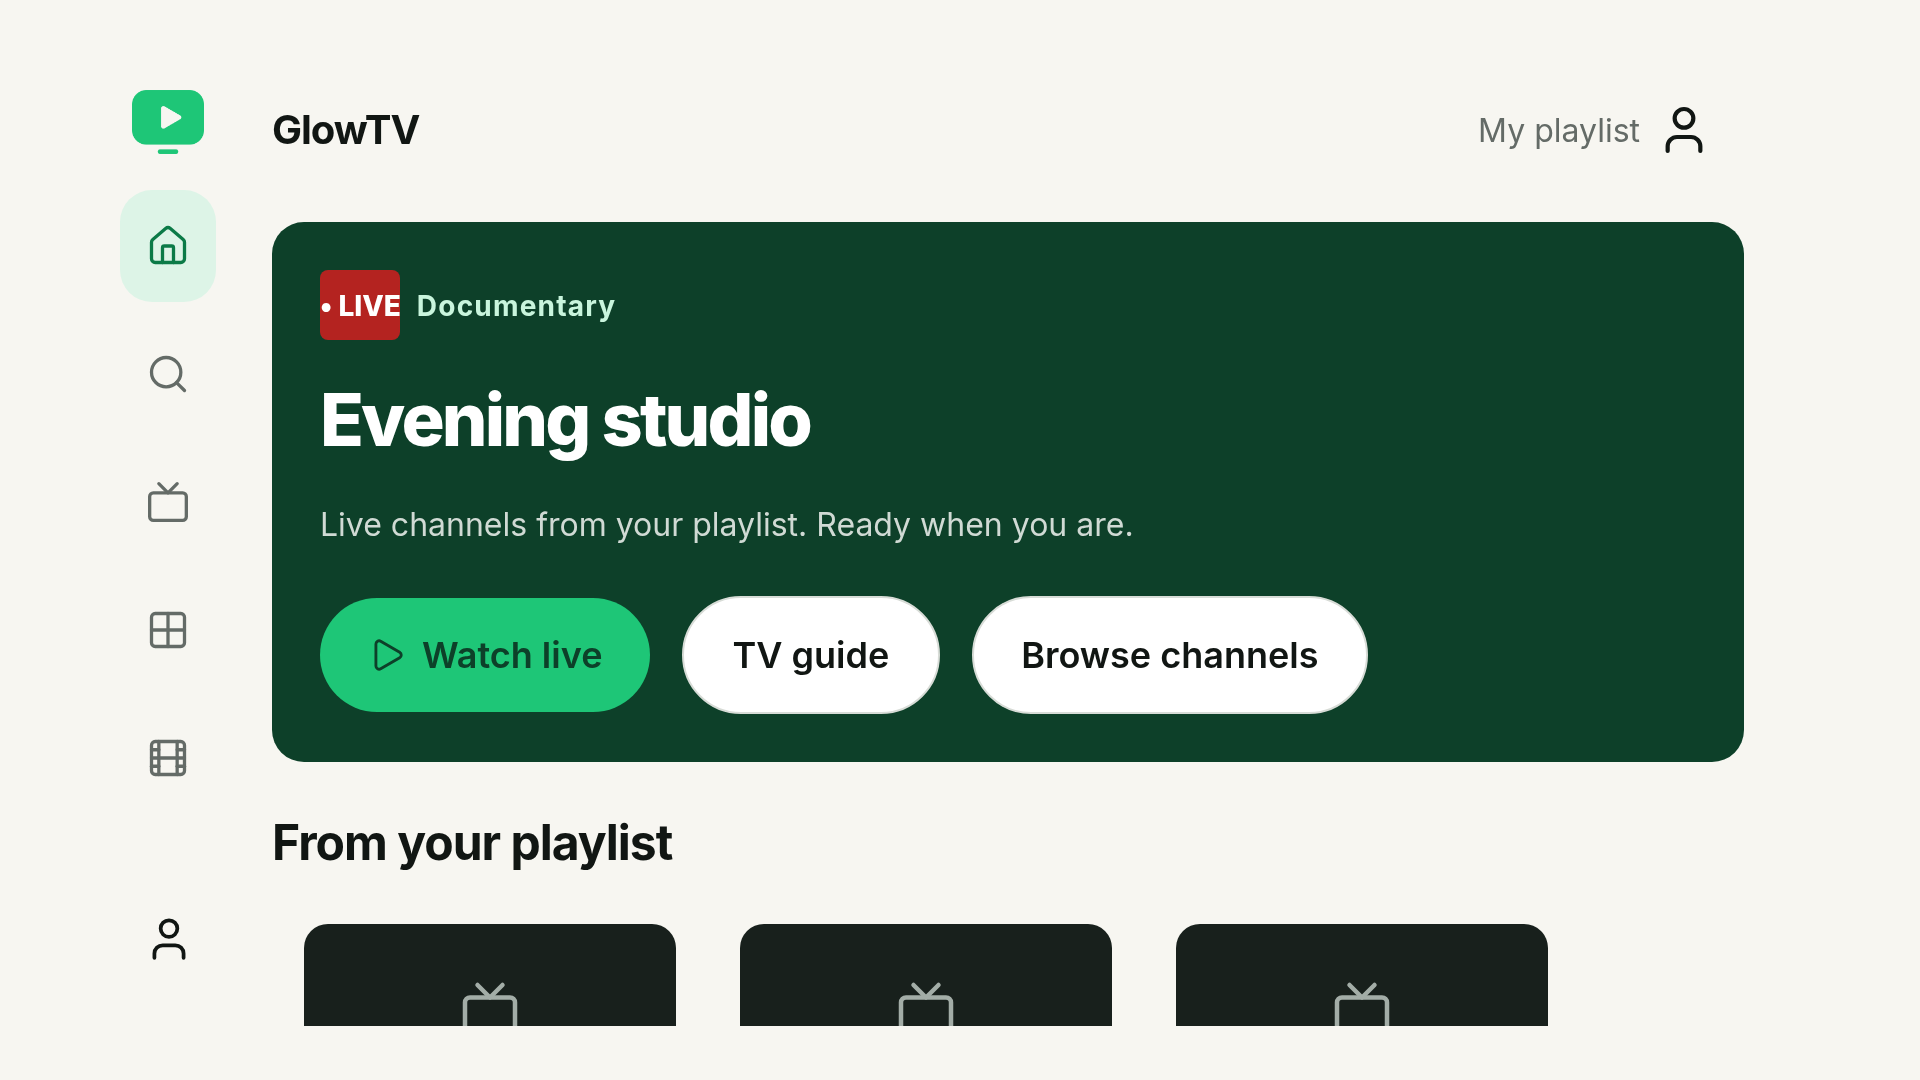 GlowTV
My playlist
• LIVE Documentary
Evening studio
Live channels from your playlist. Ready when you are.
Watch live
TV guide
Browse channels
From your playlist